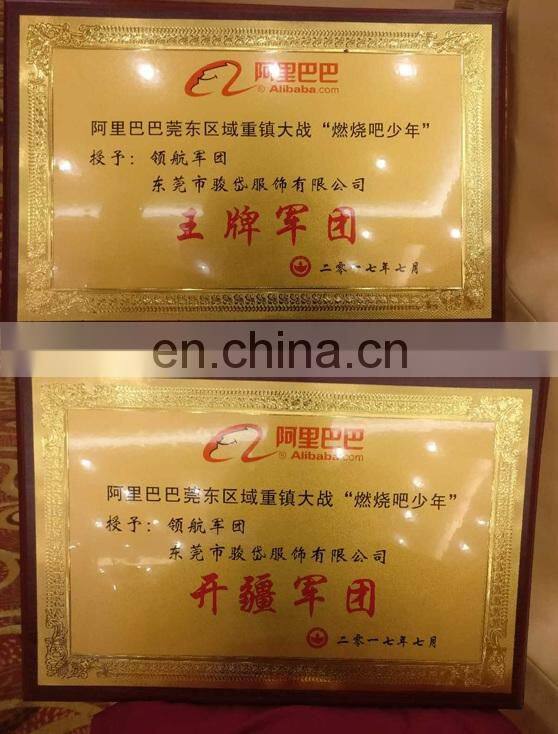 阿里巴巴
® Alibaba.com
阿里巴巴莞东区域重镇大战“燃烧吧少年”
授予：领航军团
东莞市骏岱服饰有限公司
王牌军团
二零一七年七月
en.china.cn
阿里巴巴
® Alibaba.com
阿里巴巴莞东区域重镇大战“燃烧吧少年”
授予：领航军团
东莞市骏岱服饰有限公司
开疆军团
二零一七年七月